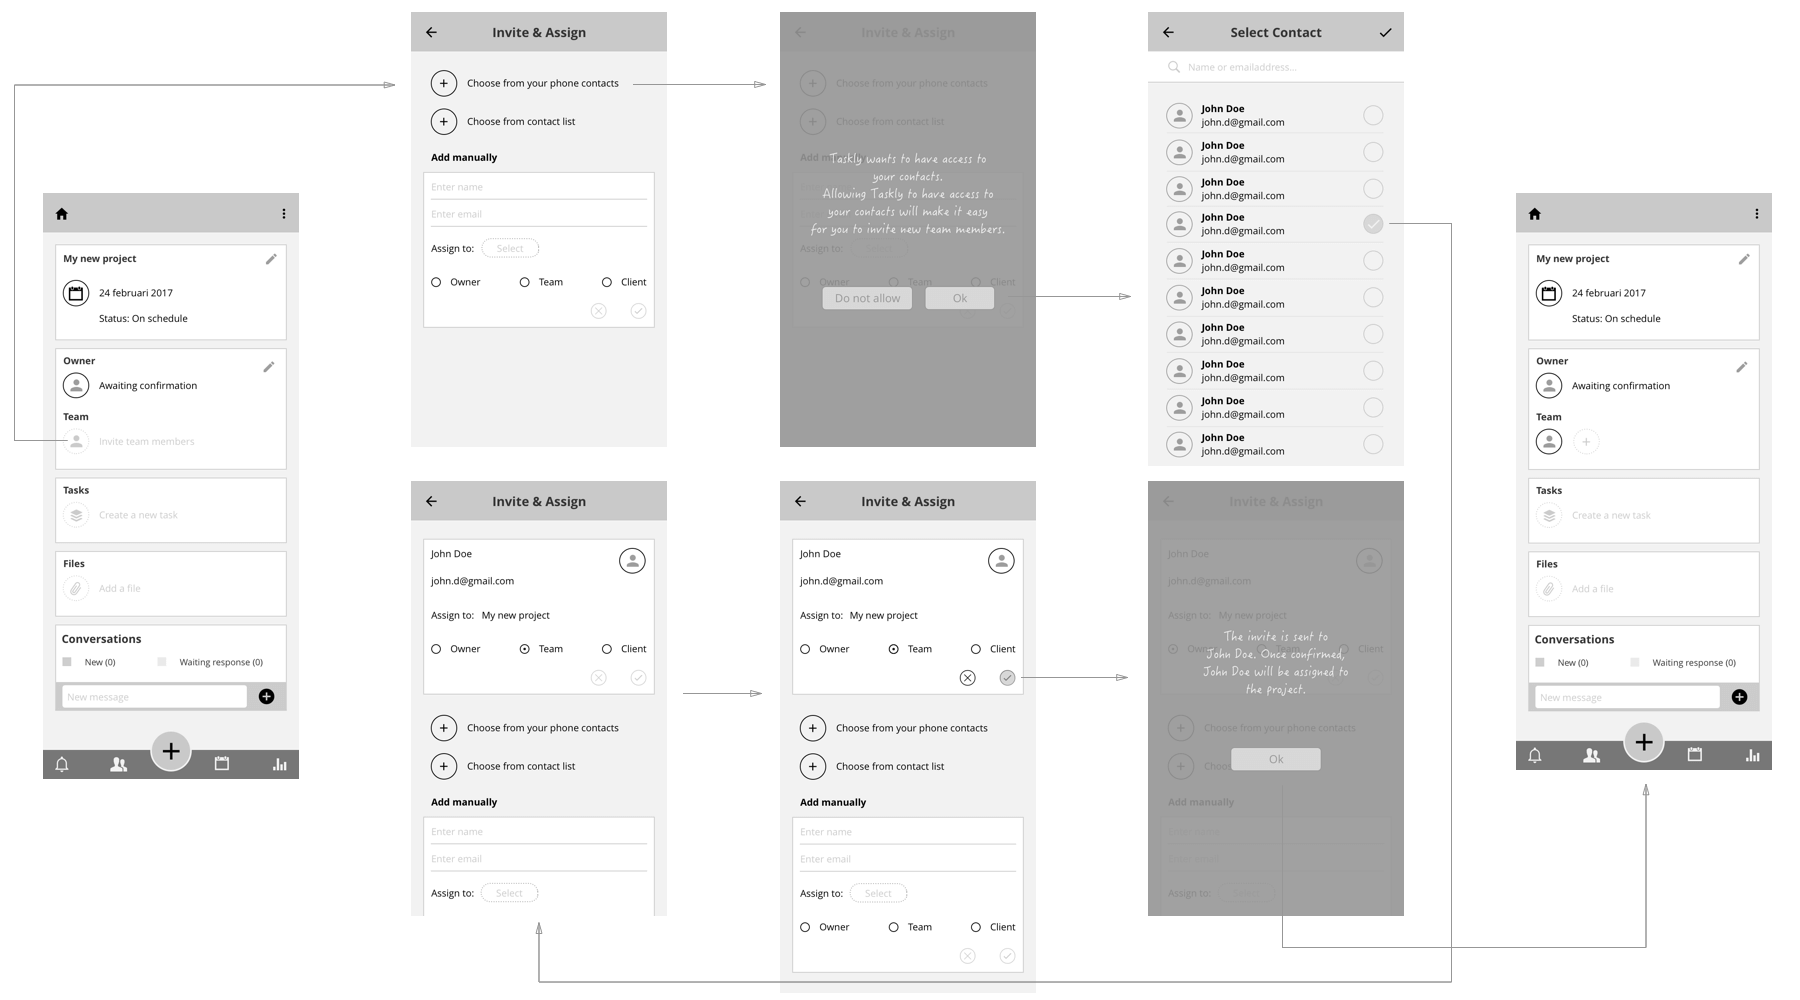 My new project
24 februari 2017
Status: On schedule
Owner
Awaiting confirmation
Team
Invite team members
Tasks
Create a new task
Files
Add a file
Conversations
New (0) Waiting response (0)
New message
Invite & Assign
Choose from your phone contacts
Choose from contact list
Add manually
Enter name
Enter email
Assign to: Select
Owner Team Client
Invite & Assign
Choose from your phone contacts
Choose from contact list
Taskly wants to have access to
your contacts.
Allowing Taskly to have access to
your contacts will make it easy
for you to invite new team members.
Do not allow Ok
Select Contact
Name or emailaddress...
John Doe
john.d@gmail.com
John Doe
john.d@gmail.com
John Doe
john.d@gmail.com
John Doe
john.d@gmail.com
John Doe
john.d@gmail.com
John Doe
john.d@gmail.com
John Doe
john.d@gmail.com
John Doe
john.d@gmail.com
John Doe
john.d@gmail.com
John Doe
john.d@gmail.com
Invite & Assign
John Doe
john.d@gmail.com
Assign to: My new project
Owner Team Client
Choose from your phone contacts
Choose from contact list
Add manually
Enter name
Enter email
Assign to: Select
Invite & Assign
John Doe
john.d@gmail.com
Assign to: My new project
Owner Team Client
Choose from your phone contacts
Choose from contact list
Add manually
Enter name
Enter email
Assign to: Select
Owner Team Client
Invite & Assign
John Doe
john.d@gmail.com
Assign to: My new project
The invite is sent to
John Doe. Once confirmed,
John Doe will be assigned to
the project.
Choose from your phone contacts
Ok
Add manually
Enter name
Enter email
Assign to:
My new project
24 februari 2017
Status: On schedule
Owner
Awaiting confirmation
Team
Tasks
Create a new task
Files
Add a file
Conversations
New (0) Waiting response (0)
New message